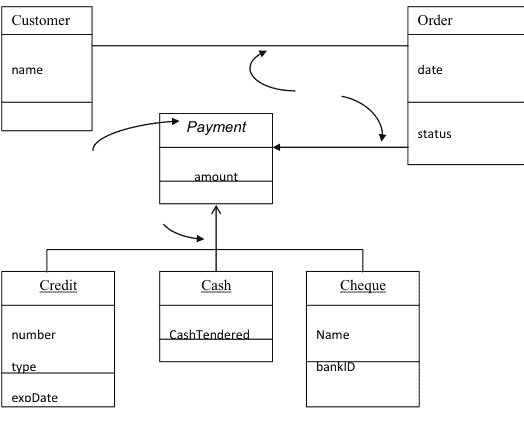 Customer
name
Order
date
status
Payment
amount
Credit
number
type
expDate
Cash
CashTendered
Cheque
Name
bankID